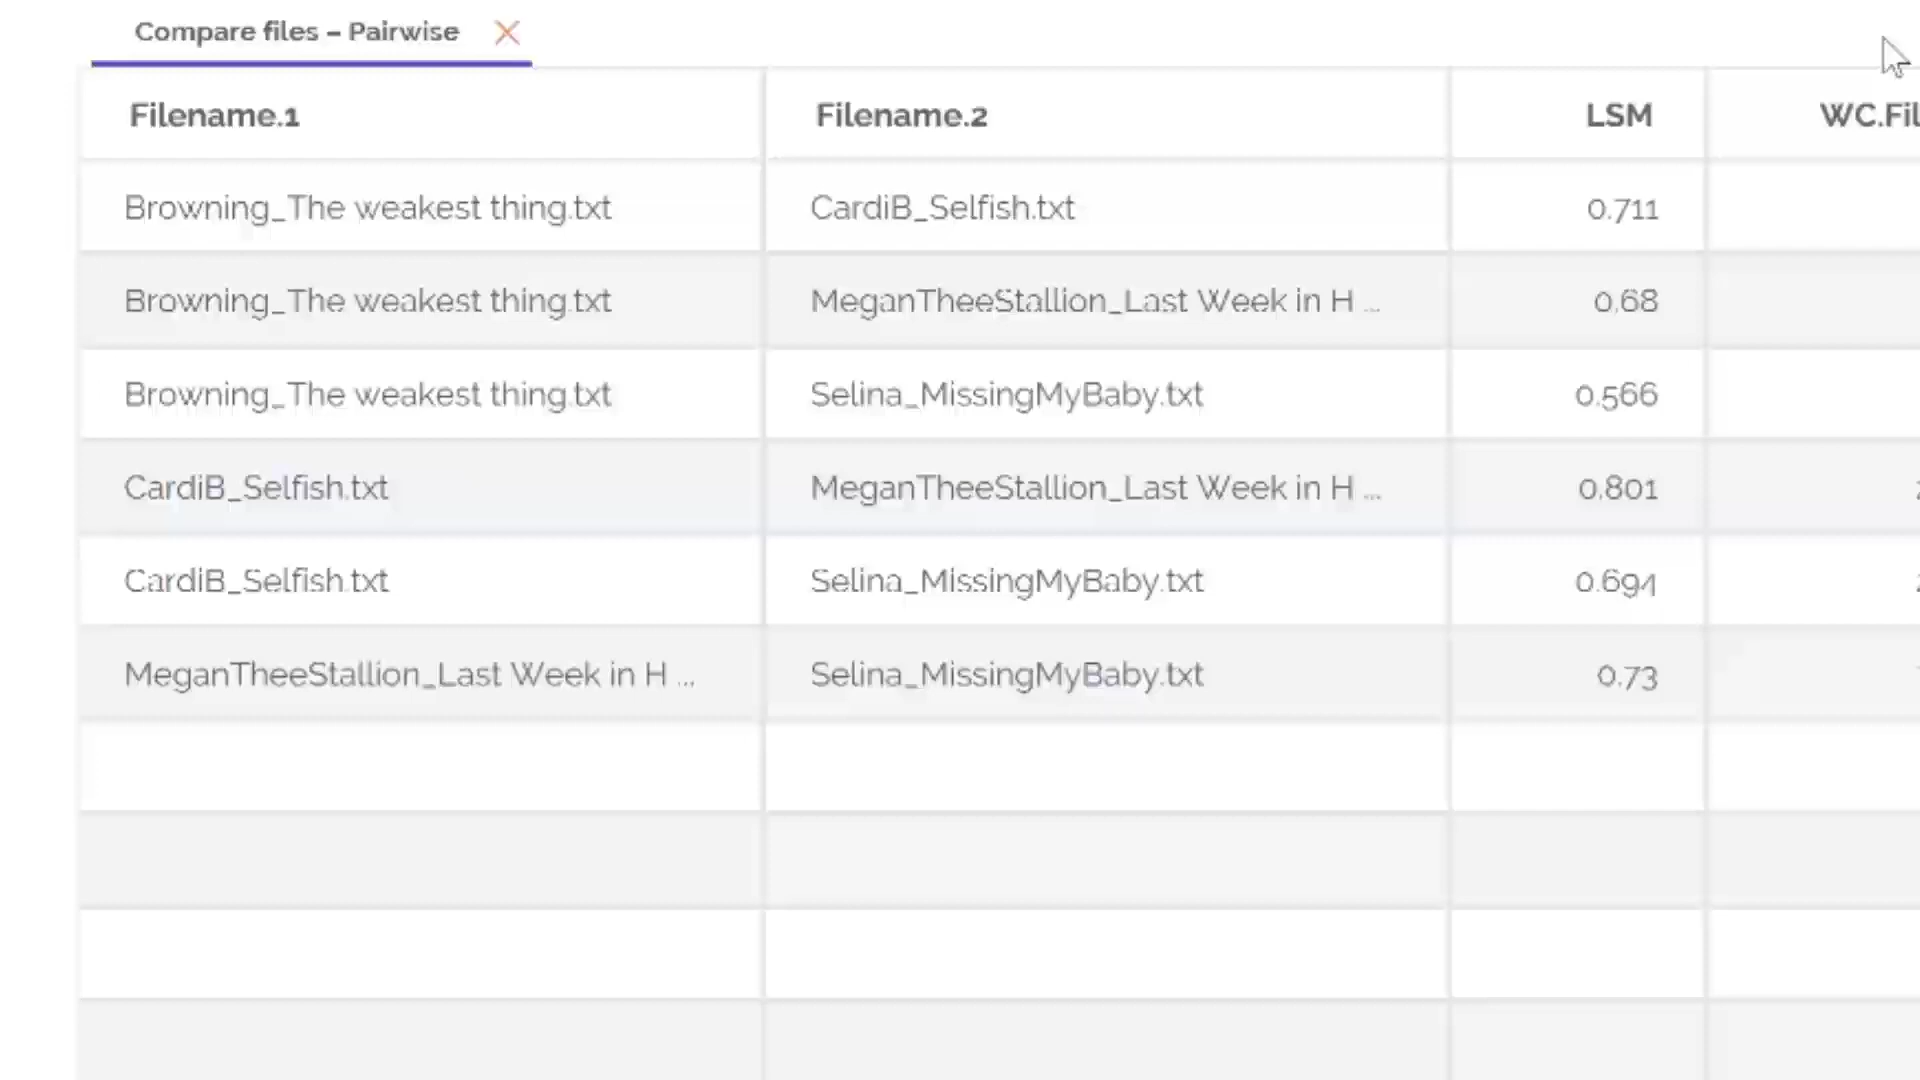 Compare files – Pairwise
Filename.1 Filename.2 LSM WC.Fil
Browning_The weakest thing.txt CardiB_Selfish.txt 0.711
Browning_The weakest thing.txt MeganTheeStallion_Last Week in H ... 0.68
Browning_The weakest thing.txt Selina_MissingMyBaby.txt 0.566
CardiB_Selfish.txt MeganTheeStallion_Last Week in H ... 0.801
CardiB_Selfish.txt Selina_MissingMyBaby.txt 0.694
MeganTheeStallion_Last Week in H ... Selina_MissingMyBaby.txt 0.73